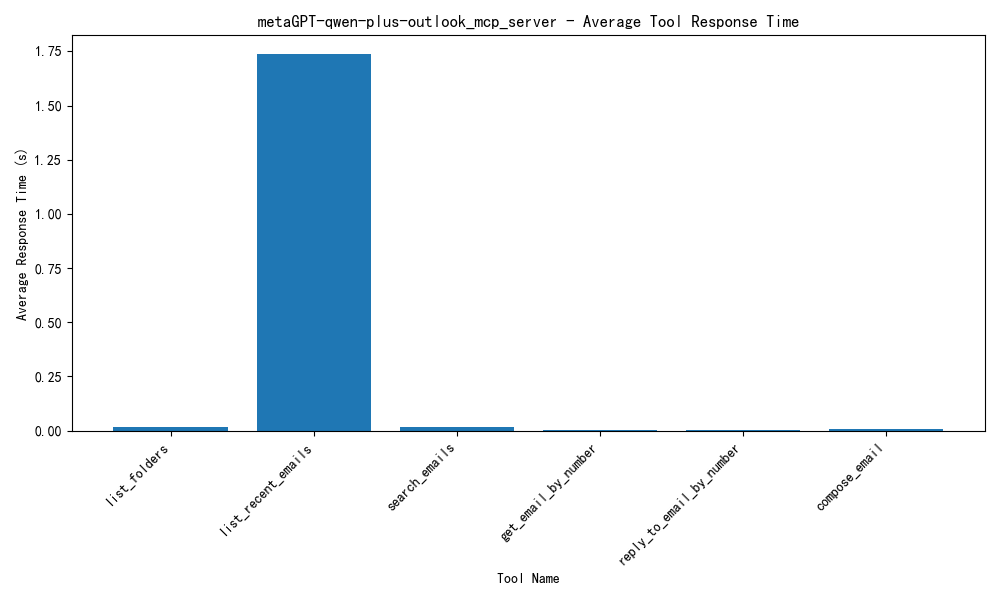 metaGPT-qwen-plus-outlook_mcp_server - Average Tool Response Time
Average Response Time (s)
1.75
1.50
1.25
1.00
0.75
0.50
0.25
0.00
list_folders
list_recent_emails
search_emails
get_email_by_number
reply_to_email_by_number
compose_email
Tool Name